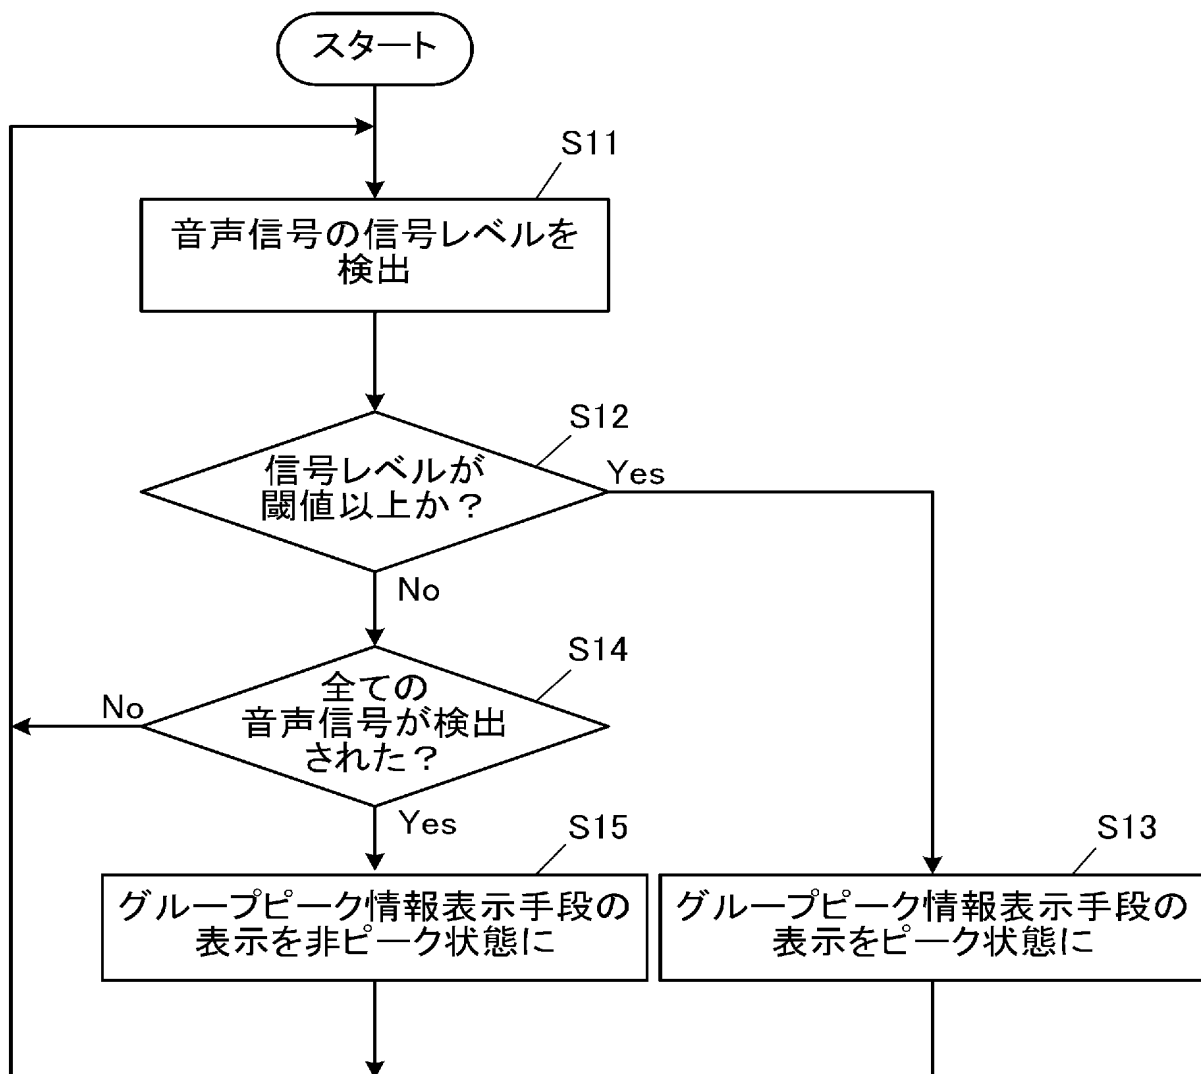 スタート
S11
音声信号の信号レベルを
検出
S12
信号レベルが
閾値以上か？
Yes
No
S14
全ての
音声信号が検出
された？
No
Yes
S15
グループピーク情報表示手段の
表示を非ピーク状態に
S13
グループピーク情報表示手段の
表示をピーク状態に